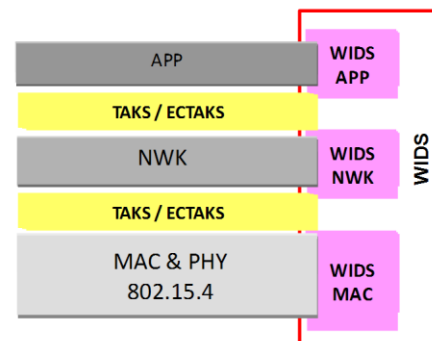 APP
WIDS
APP
TAKS / ECTAKS
NWK
WIDS
NWK
WIDS
TAKS / ECTAKS
MAC & PHY
802.15.4
WIDS
MAC